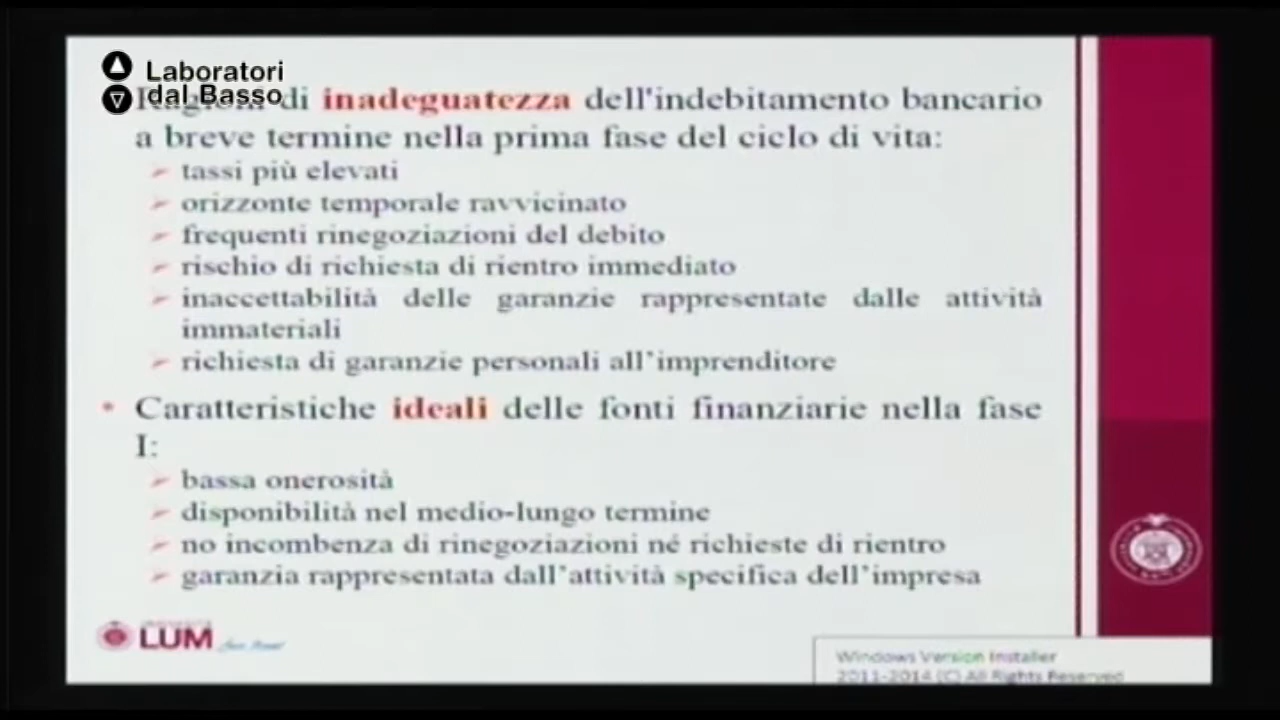 Laboratori
dal Basso
di inadeguatezza dell'indebitamento bancario
a breve termine nella prima fase del ciclo di vita:
tassi più elevati
orizzonte temporale ravvicinato
frequenti rinegoziazioni del debito
rischio di richiesta di rientro immediato
inaccettabilità delle garanzie rappresentate dalle attività
immateriali
richiesta di garanzie personali all'imprenditore
• Caratteristiche ideali delle fonti finanziarie nella fase
I:
bassa onerosità
disponibilità nel medio-lungo termine
no incombenza di rinegoziazioni né richieste di rientro
garanzia rappresentata dall'attività specifica dell'impresa
LUM
Windows Version Installer
2011-2014 (C) All Rights Reserved